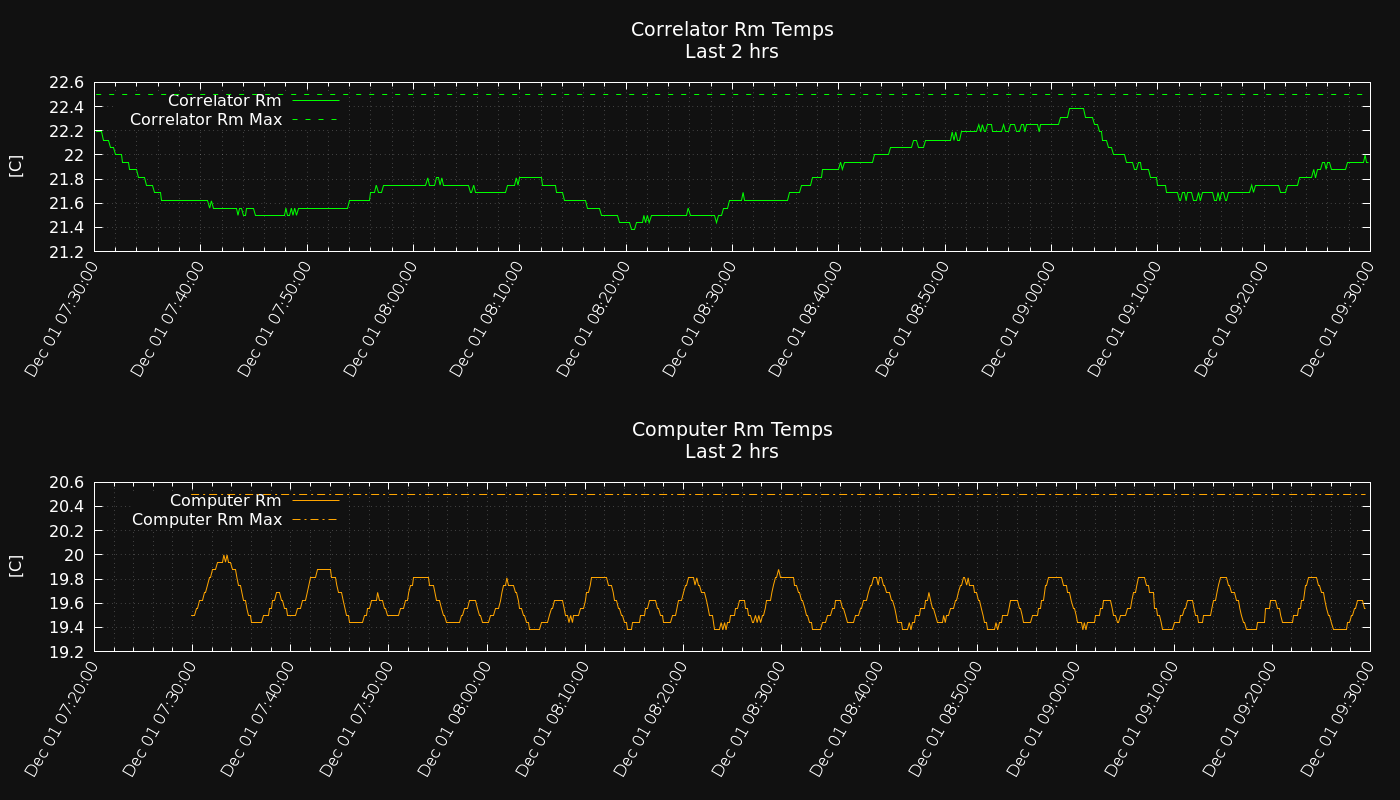 Correlator Rm Temps
Last 2 hrs
22.6
22.4
22.2
22
21.8
21.6
21.4
21.2
[C]
Correlator Rm
Correlator Rm Max
Dec 01 07:30:00
Dec 01 07:40:00
Dec 01 07:50:00
Dec 01 08:00:00
Dec 01 08:10:00
Dec 01 08:20:00
Dec 01 08:30:00
Dec 01 08:40:00
Dec 01 08:50:00
Dec 01 09:00:00
Dec 01 09:10:00
Dec 01 09:20:00
Dec 01 09:30:00
Computer Rm Temps
Last 2 hrs
20.6
20.4
20.2
20
19.8
19.6
19.4
19.2
[C]
Computer Rm
Computer Rm Max
Dec 01 07:20:00
Dec 01 07:30:00
Dec 01 07:40:00
Dec 01 07:50:00
Dec 01 08:00:00
Dec 01 08:10:00
Dec 01 08:20:00
Dec 01 08:30:00
Dec 01 08:40:00
Dec 01 08:50:00
Dec 01 09:00:00
Dec 01 09:10:00
Dec 01 09:20:00
Dec 01 09:30:00